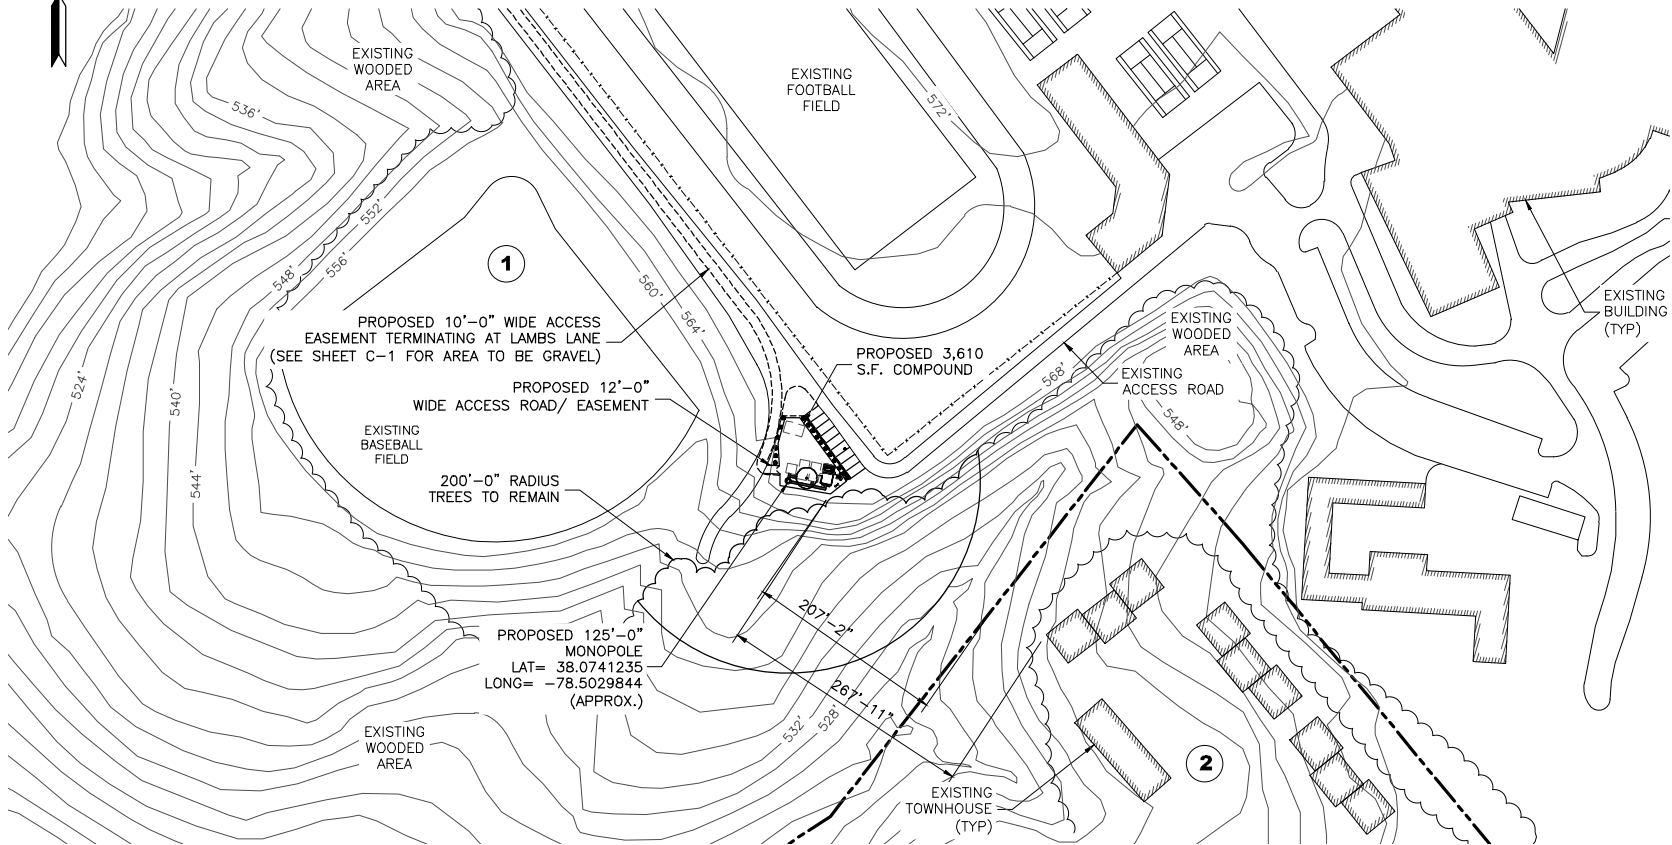 EXISTING
WOODED
AREA
EXISTING
FOOTBALL
FIELD
536'
572'
552'
548'
556'
1
560'
564'
PROPOSED 10'-0" WIDE ACCESS
EASEMENT TERMINATING AT LAMBS LANE
(SEE SHEET C-1 FOR AREA TO BE GRAVEL)
EXISTING
BUILDING
(TYP)
EXISTING
WOODED
AREA
PROPOSED 3,610
S.F. COMPOUND
EXISTING
ACCESS ROAD
568'
548'
524'
540'
544'
PROPOSED 12'-0"
WIDE ACCESS ROAD/ EASEMENT
EXISTING
BASEBALL
FIELD
200'-0" RADIUS
TREES TO REMAIN
207'-2"
267'-11"
PROPOSED 125'-0"
MONOPOLE
LAT= 38.0741235
LONG= -78.5029844
(APPROX.)
532'
528'
EXISTING
WOODED
AREA
2
EXISTING
TOWNHOUSE
(TYP)